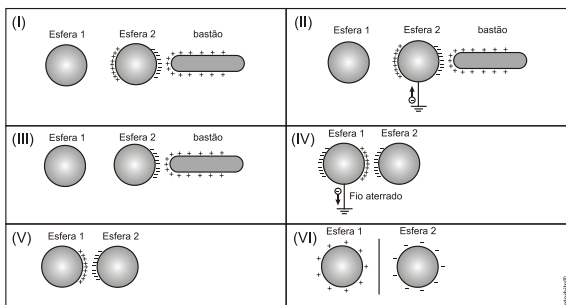 (I)
Esfera 1 Esfera 2 bastão
(II)
Esfera 1 Esfera 2 bastão
(III)
Esfera 1 Esfera 2 bastão
(IV)
Esfera 1 Esfera 2
Fio aterrado
(V)
Esfera 1 Esfera 2
(VI)
Esfera 1 Esfera 2